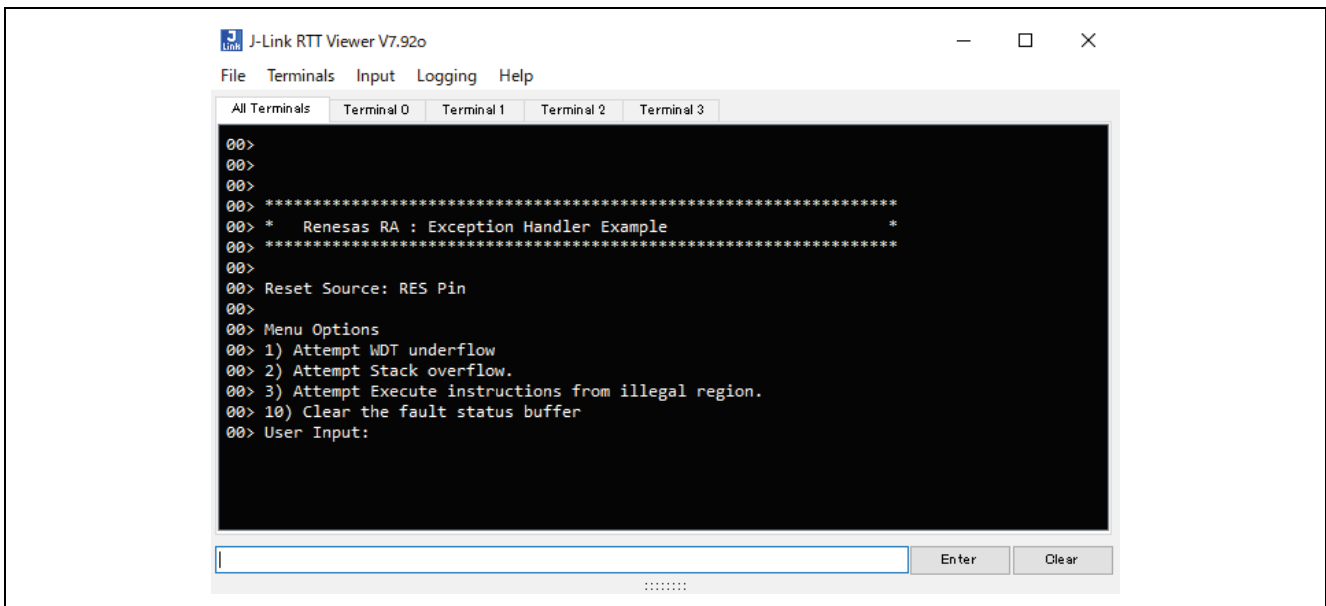 J-Link RTT Viewer V7.92o
File Terminals Input Logging Help
All Terminals Terminal 0 Terminal 1 Terminal 2 Terminal 3
00>
00>
00>
00> ******************************************************************
00> *   Renesas RA : Exception Handler Example                       *
00> ******************************************************************
00>
00> Reset Source: RES Pin
00>
00> Menu Options
00> 1) Attempt WDT underflow
00> 2) Attempt Stack overflow.
00> 3) Attempt Execute instructions from illegal region.
00> 10) Clear the fault status buffer
00> User Input:
Enter Clear